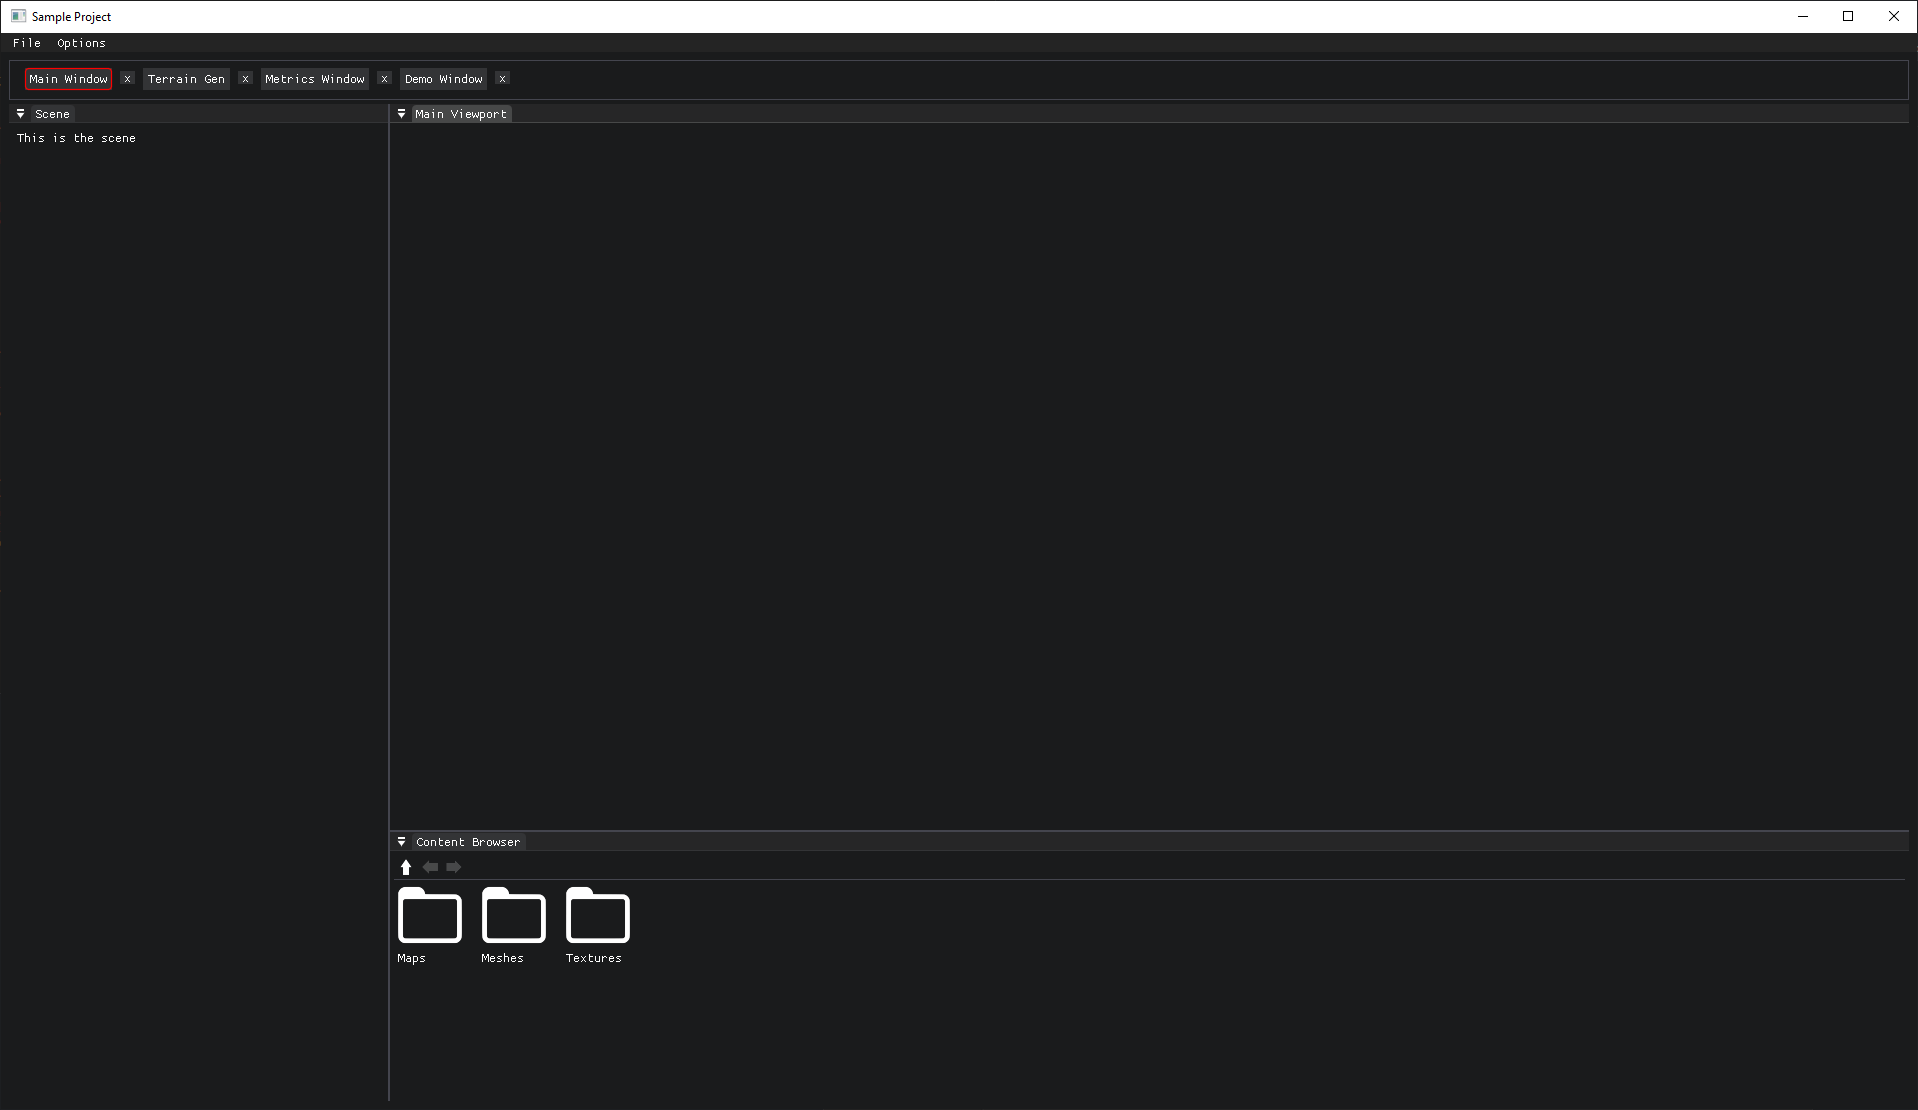 Sample Project
File Options
Main Window x Terrain Gen x Metrics Window x Demo Window x
Scene
This is the scene
Main Viewport
Content Browser
Maps Meshes Textures